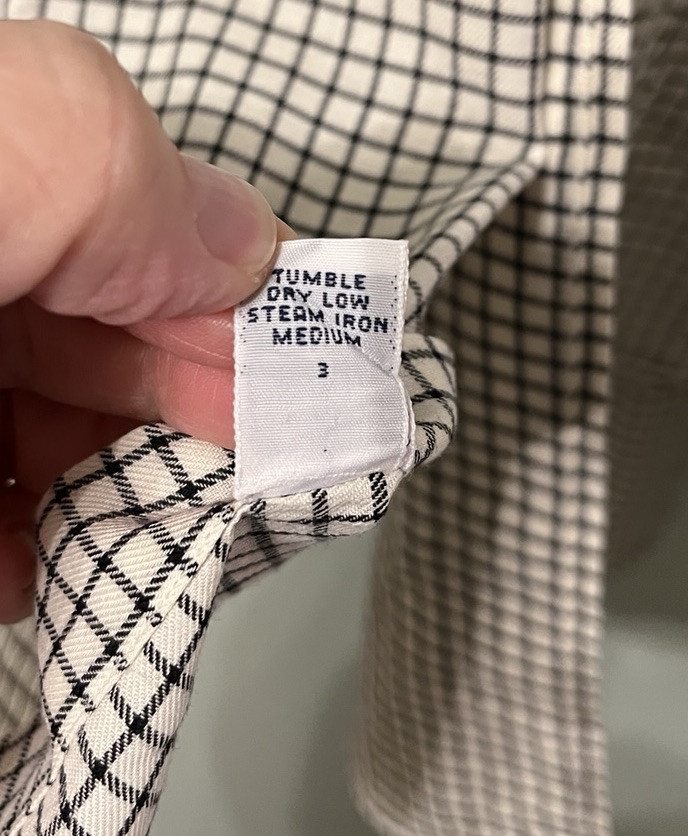 TUMBLE
DRY LOW
STEAM IRON
MEDIUM
3